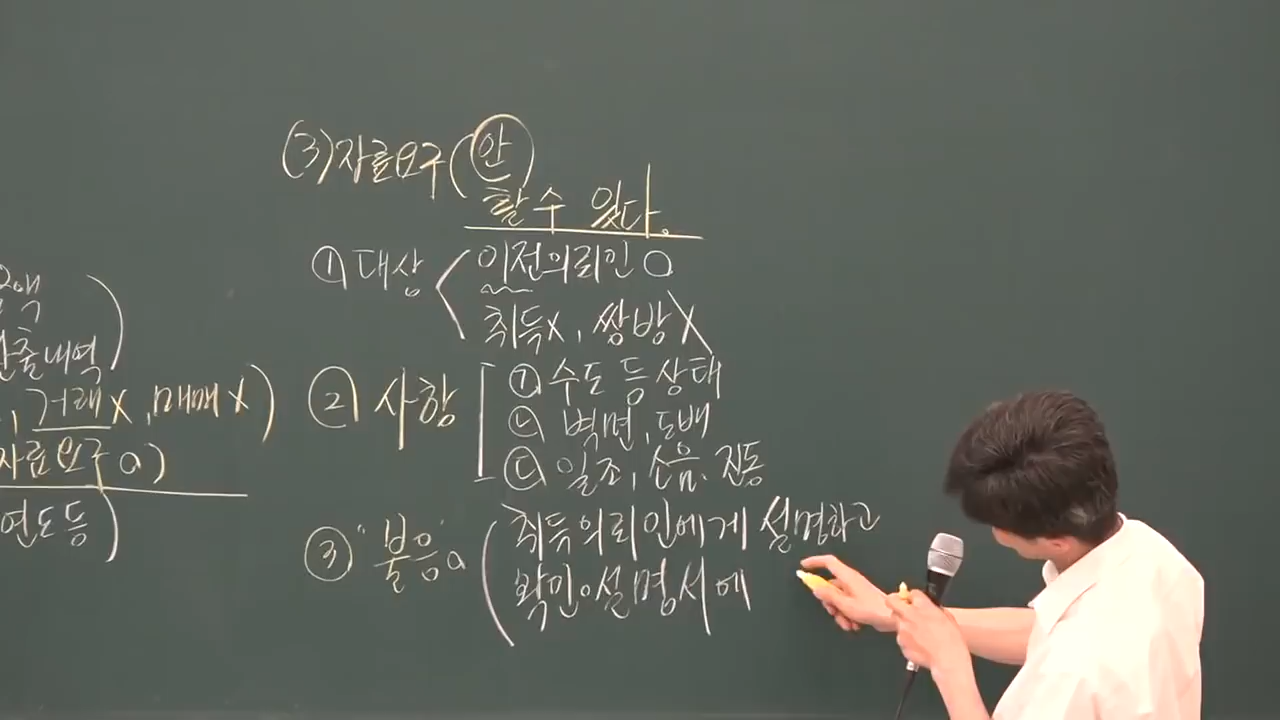 (3) 자료요구 (안
할 수 있다.
① 대상 < 이전의뢰인 O
취득X, 쌍방X
② 사항 [ ㉠ 수도 등 상태
㉡ 벽면, 도배
㉢ 일조, 소음. 진동
③ "불응" a ( 취득의뢰인에게 설명하고
확인·설명서에
출내역 )
, 거래X, 매매X )
자료요구 a)
연도등 )